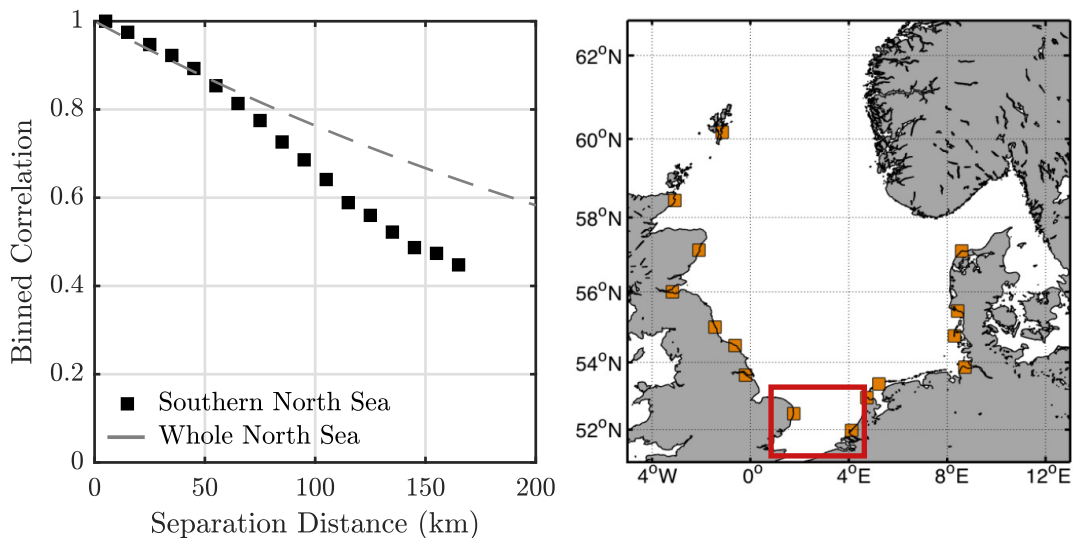 1
0.8
0.6
0.4
0.2
0
Binned Correlation
Southern North Sea
Whole North Sea
0 50 100 150 200
Separation Distance (km)
62°N
60°N
58°N
56°N
54°N
52°N
4°W 0° 4°E 8°E 12°E